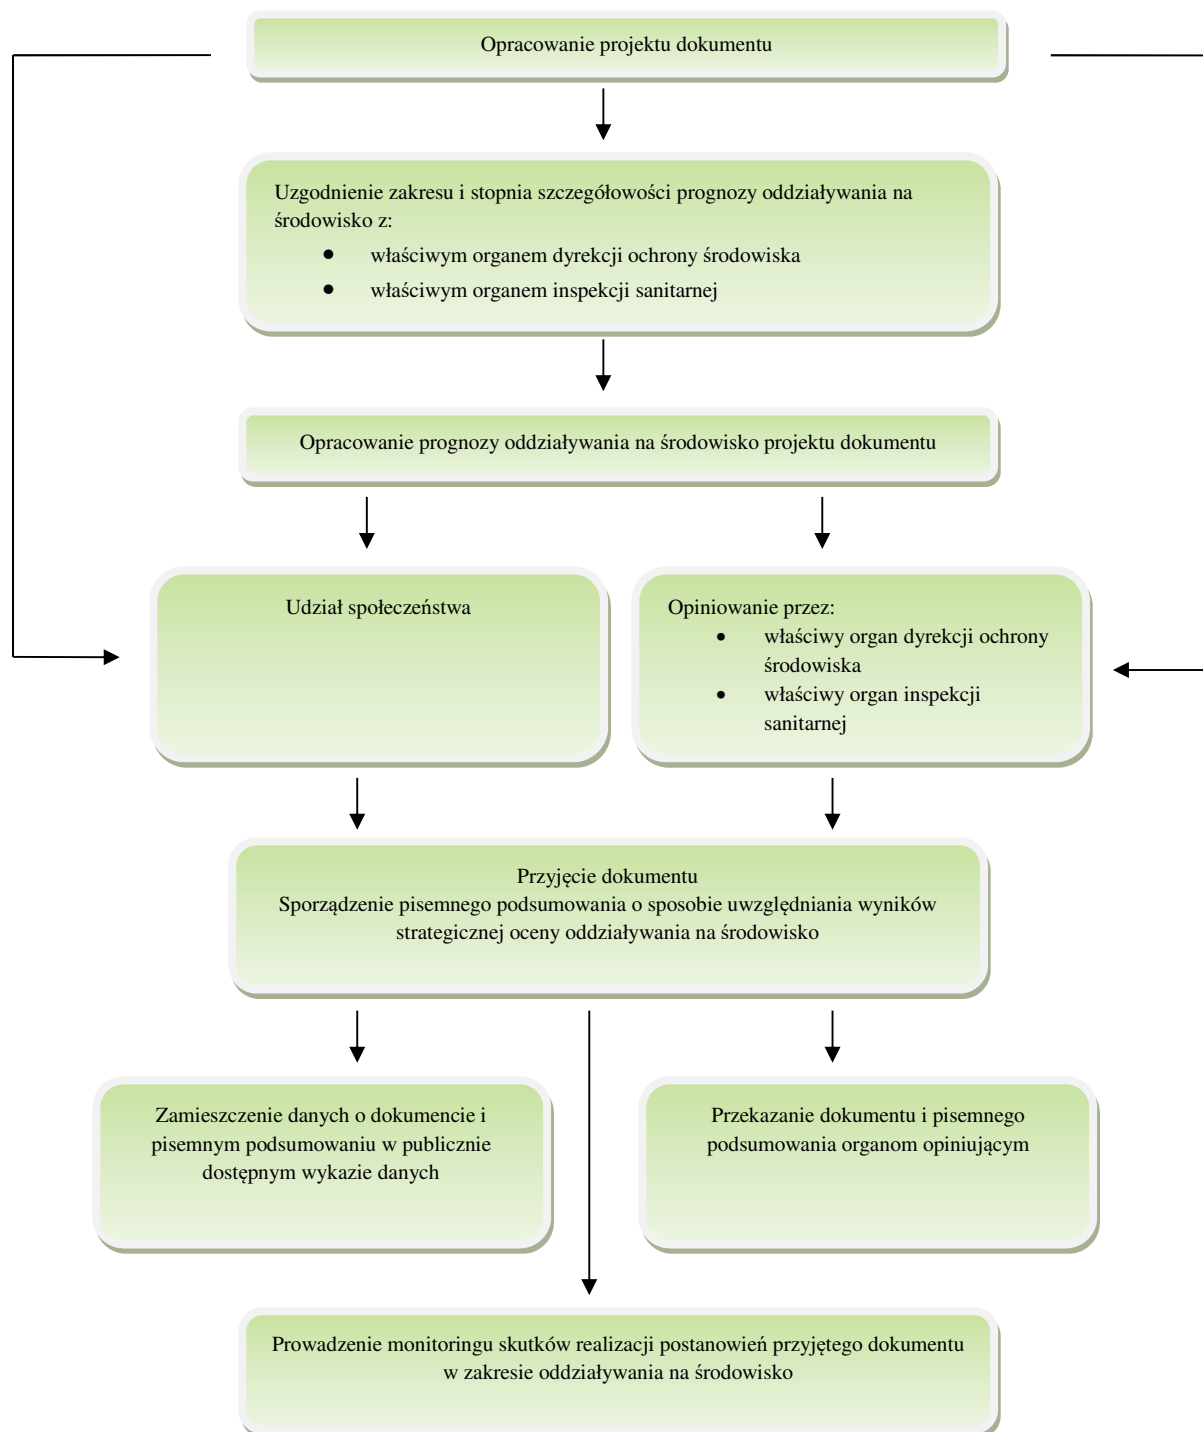 Opracowanie projektu dokumentu
Uzgodnienie zakresu i stopnia szczegółowości prognozy oddziaływania na
środowisko z:
• właściwym organem dyrekcji ochrony środowiska
• właściwym organem inspekcji sanitarnej
Opracowanie prognozy oddziaływania na środowisko projektu dokumentu
Udział społeczeństwa
Opiniowanie przez:
• właściwy organ dyrekcji ochrony
środowiska
• właściwy organ inspekcji
sanitarnej
Przyjęcie dokumentu
Sporządzenie pisemnego podsumowania o sposobie uwzględniania wyników
strategicznej oceny oddziaływania na środowisko
Zamieszczenie danych o dokumencie i
pisemnym podsumowaniu w publicznie
dostępnym wykazie danych
Przekazanie dokumentu i pisemnego
podsumowania organom opiniującym
Prowadzenie monitoringu skutków realizacji postanowień przyjętego dokumentu
w zakresie oddziaływania na środowisko